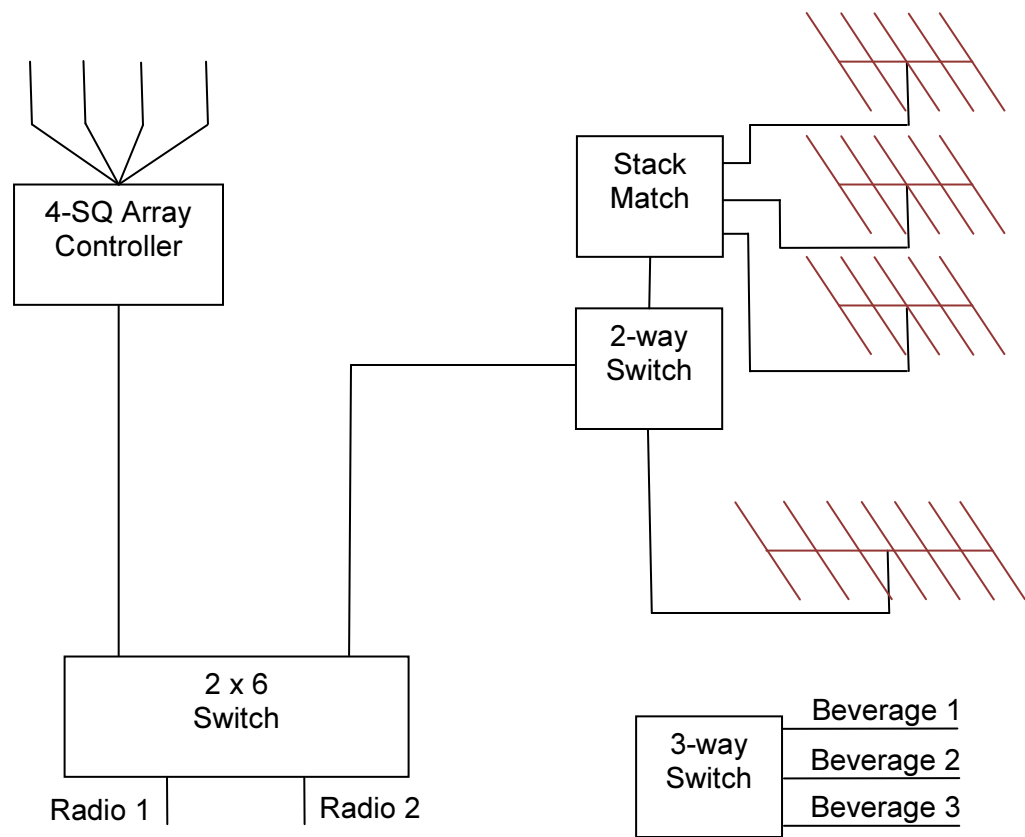 4-SQ Array
Controller
Stack
Match
2-way
Switch
2 x 6
Switch
Radio 1
Radio 2
3-way
Switch
Beverage 1
Beverage 2
Beverage 3